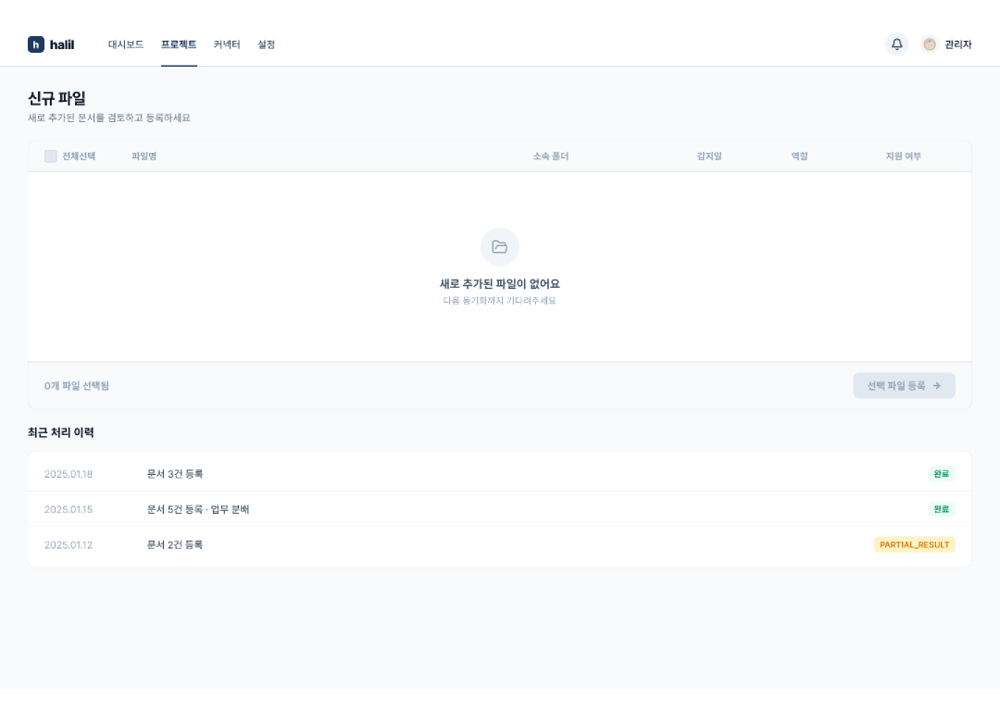 h halil 대시보드 프로젝트 커넥터 설정 관리자
신규 파일
새로 추가된 문서를 검토하고 등록하세요
전체선택 파일명 소속 폴더 감지일 역할 지원 여부
새로 추가된 파일이 없어요
다음 동기화까지 기다려주세요
0개 파일 선택됨 선택 파일 등록 →
최근 처리 이력
2025.01.18 문서 3건 등록 완료
2025.01.15 문서 5건 등록 · 업무 분배 완료
2025.01.12 문서 2건 등록 PARTIAL_RESULT